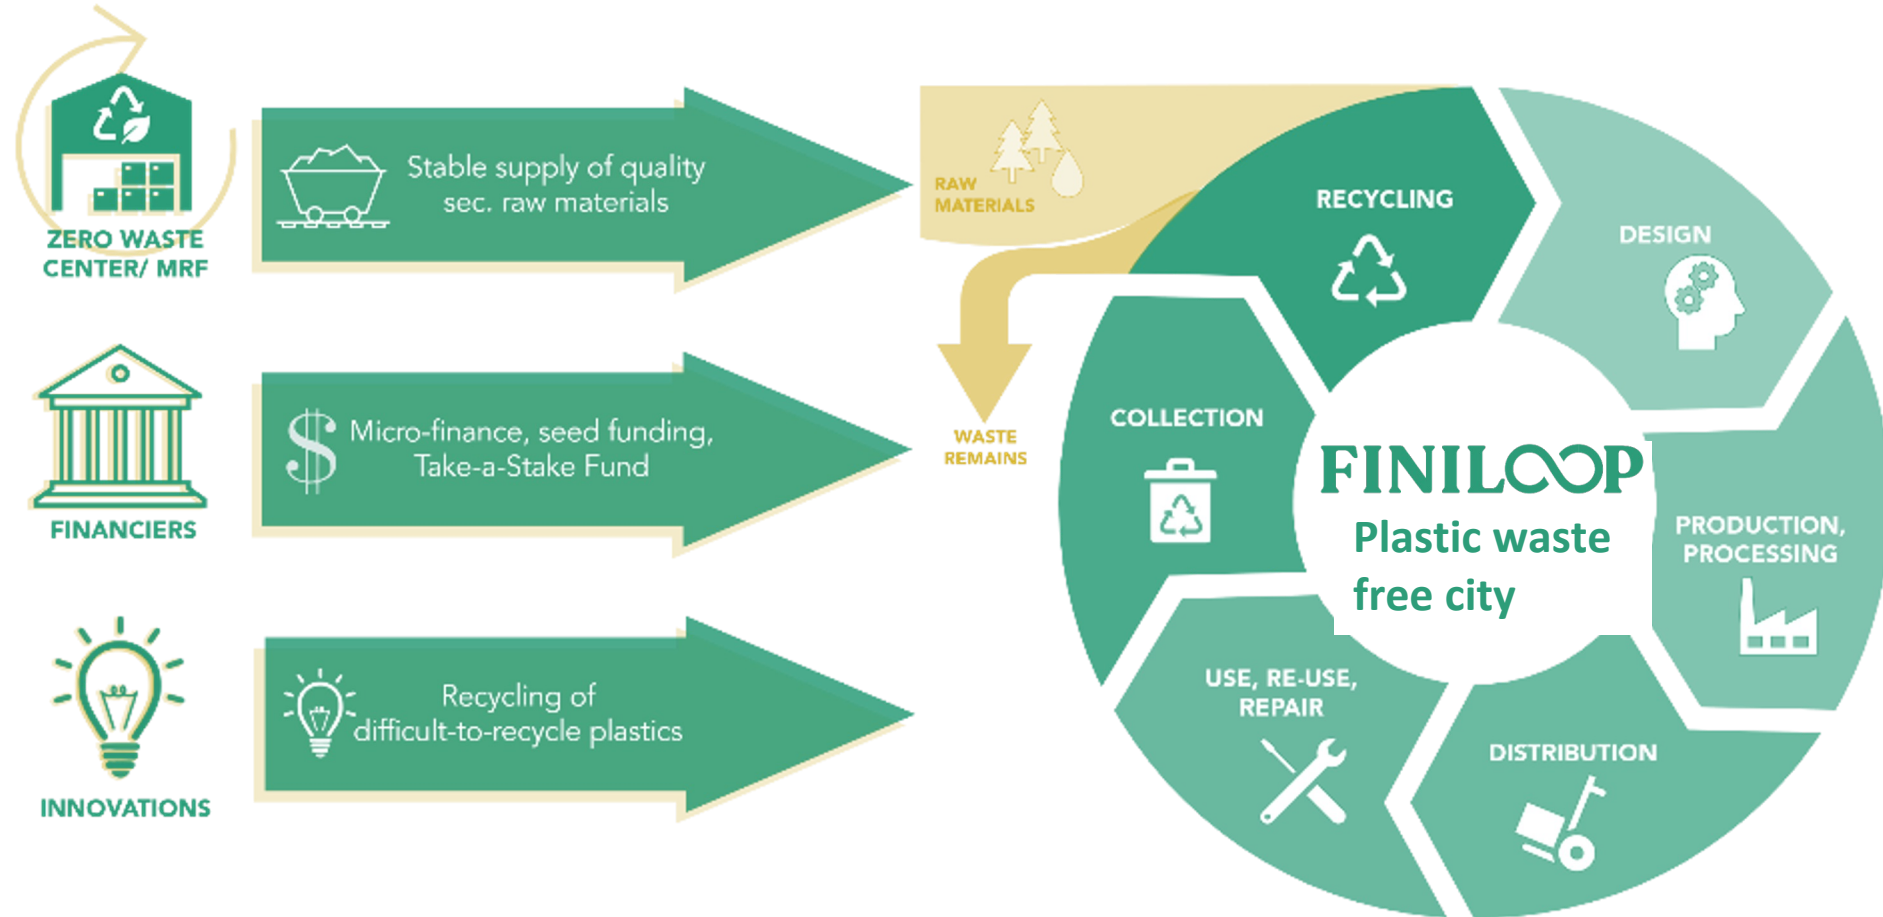 ZERO WASTE
CENTER/ MRF
Stable supply of quality
sec. raw materials
FINANCIERS
$ Micro-finance, seed funding,
Take-a-Stake Fund
INNOVATIONS
Recycling of
difficult-to-recycle plastics
RAW
MATERIALS
WASTE
REMAINS
RECYCLING
DESIGN
PRODUCTION,
PROCESSING
DISTRIBUTION
USE, RE-USE,
REPAIR
COLLECTION
FINILOOP
Plastic waste
free city